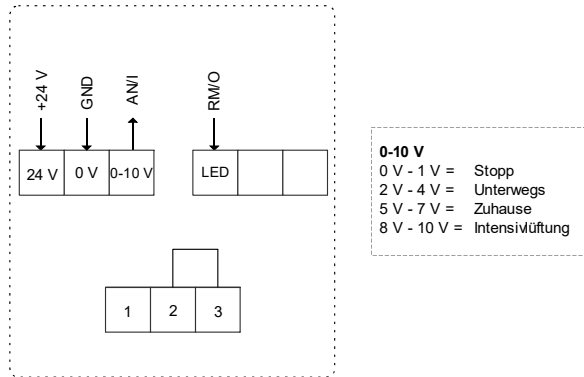 +24 V
GND
AN/I
RM/O
24 V
0 V
0-10 V
LED
1
2
3
0-10 V
0 V - 1 V = Stopp
2 V - 4 V = Unterwegs
5 V - 7 V = Zuhause
8 V - 10 V = Intensivlüftung